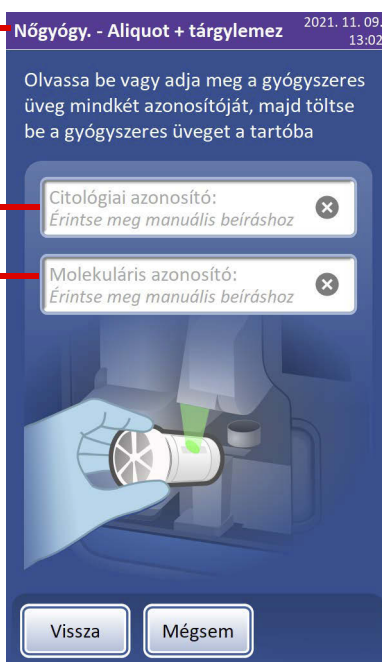 Nőgyógy. - Aliquot + tárgylemez
2021. 11. 09.
13:02
Olvassa be vagy adja meg a gyógyszeres
üveg mindkét azonosítóját, majd töltse
be a gyógyszeres üveget a tartóba
Citológiai azonosító:
Érintse meg manuális beíráshoz
Molekuláris azonosító:
Érintse meg manuális beíráshoz
Vissza
Mégsem